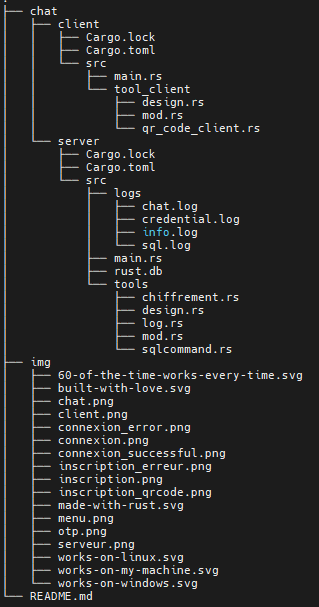 ├── chat
│   ├── client
│   │   ├── Cargo.lock
│   │   ├── Cargo.toml
│   │   └── src
│   │       ├── main.rs
│   │       └── tool_client
│   │           ├── design.rs
│   │           ├── mod.rs
│   │           └── qr_code_client.rs
│   └── server
│       ├── Cargo.lock
│       ├── Cargo.toml
│       └── src
│           ├── logs
│           │   ├── chat.log
│           │   ├── credential.log
│           │   ├── info.log
│           │   └── sql.log
│           ├── main.rs
│           ├── rust.db
│           └── tools
│               ├── chiffrement.rs
│               ├── design.rs
│               ├── log.rs
│               ├── mod.rs
│               └── sqlcommand.rs
├── img
│   ├── 60-of-the-time-works-every-time.svg
│   ├── built-with-love.svg
│   ├── chat.png
│   ├── client.png
│   ├── connexion_error.png
│   ├── connexion.png
│   ├── connexion_successful.png
│   ├── inscription_erreur.png
│   ├── inscription.png
│   ├── inscription_qrcode.png
│   ├── made-with-rust.svg
│   ├── menu.png
│   ├── otp.png
│   ├── serveur.png
│   ├── works-on-linux.svg
│   ├── works-on-my-machine.svg
│   └── works-on-windows.svg
└── README.md